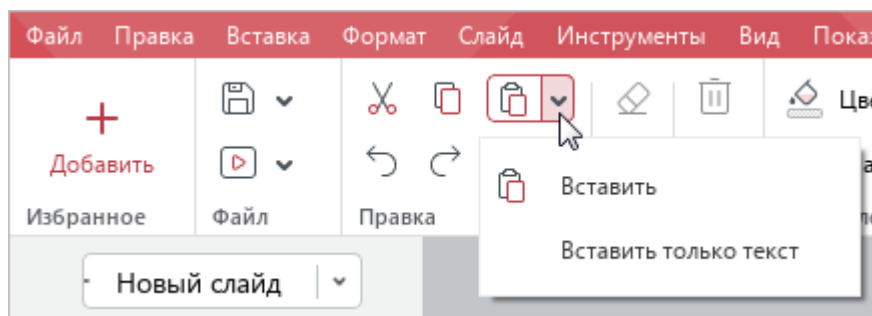 Файл Правка Вставка Формат Слайд Инструменты Вид
Добавить
Избранное Файл Правка
Вставить
Вставить только текст
Новый слайд